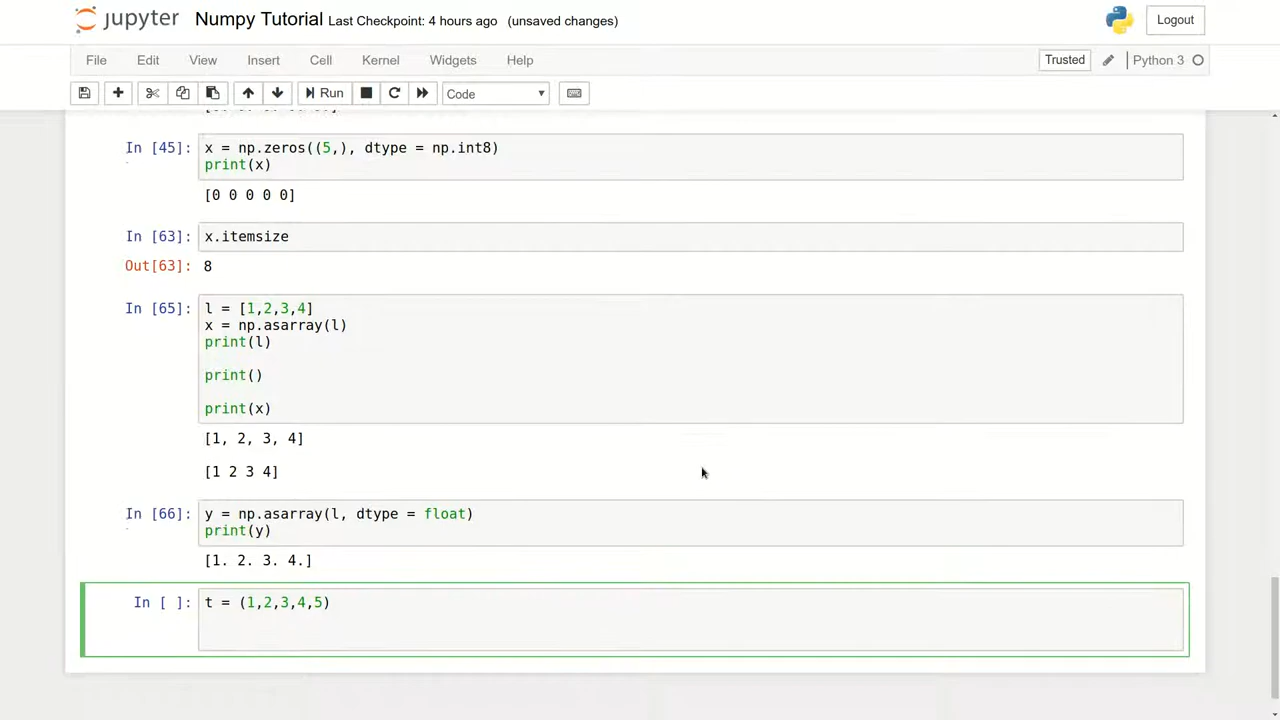 jupyter Numpy Tutorial Last Checkpoint: 4 hours ago (unsaved changes) Logout
File Edit View Insert Cell Kernel Widgets Help Trusted Python 3
Run Code
In [45]: x = np.zeros((5,), dtype = np.int8)
print(x)
[0 0 0 0 0]
In [63]: x.itemsize
Out[63]: 8
In [65]: l = [1,2,3,4]
x = np.asarray(l)
print(l)
print()
print(x)
[1, 2, 3, 4]
[1 2 3 4]
In [66]: y = np.asarray(l, dtype = float)
print(y)
[1. 2. 3. 4.]
In [ ]: t = (1,2,3,4,5)